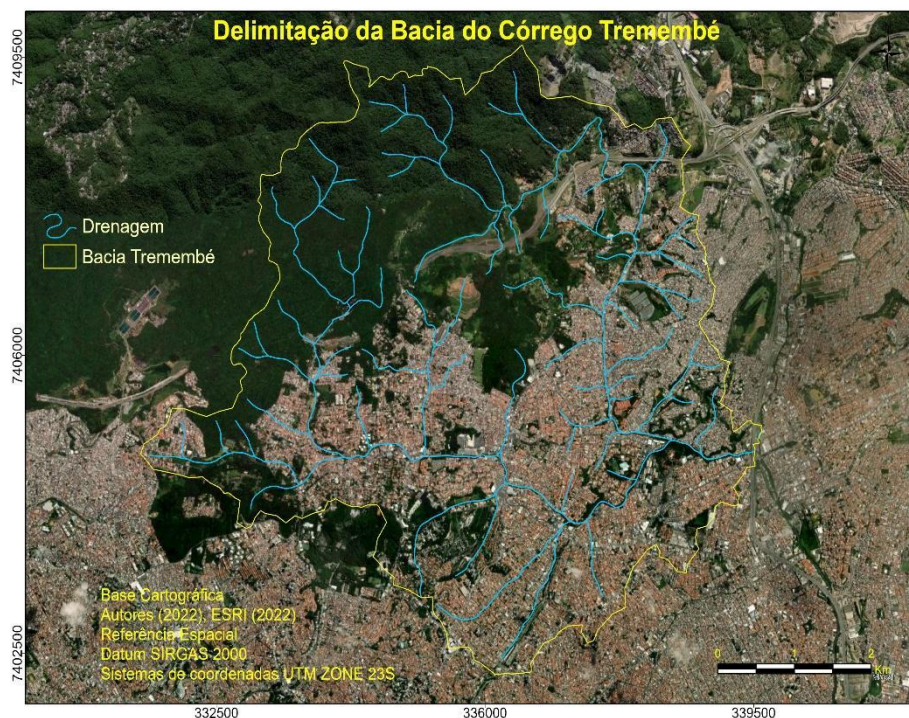 Delimitação da Bacia do Córrego Tremembé
7409500
Drenagem
Bacia Tremembé
7406000
7402500
Base Cartográfica
Autores (2022), ESRI (2022)
Referência Espacial
Datum SIRGAS 2000
Sistemas de coordenadas UTM ZONE 23S
0 1 2
Km
332500 336000 339500